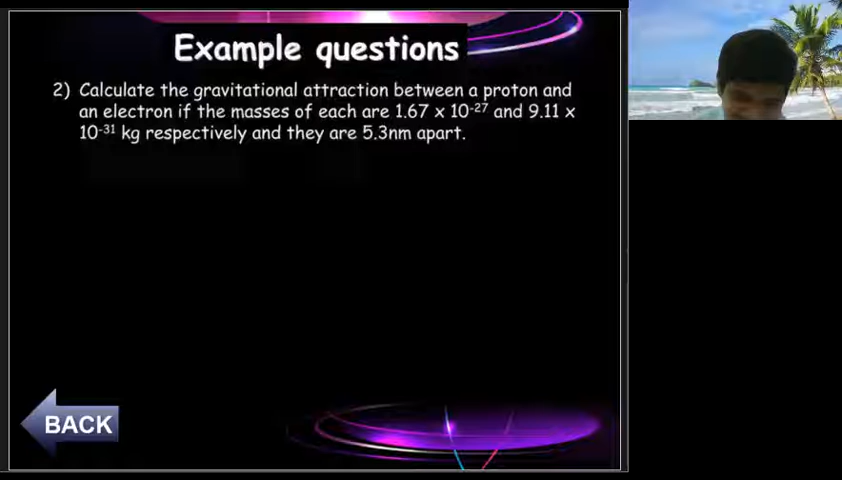 Example questions
2) Calculate the gravitational attraction between a proton and
an electron if the masses of each are 1.67 x 10⁻²⁷ and 9.11 x
10⁻³¹ kg respectively and they are 5.3nm apart.
BACK